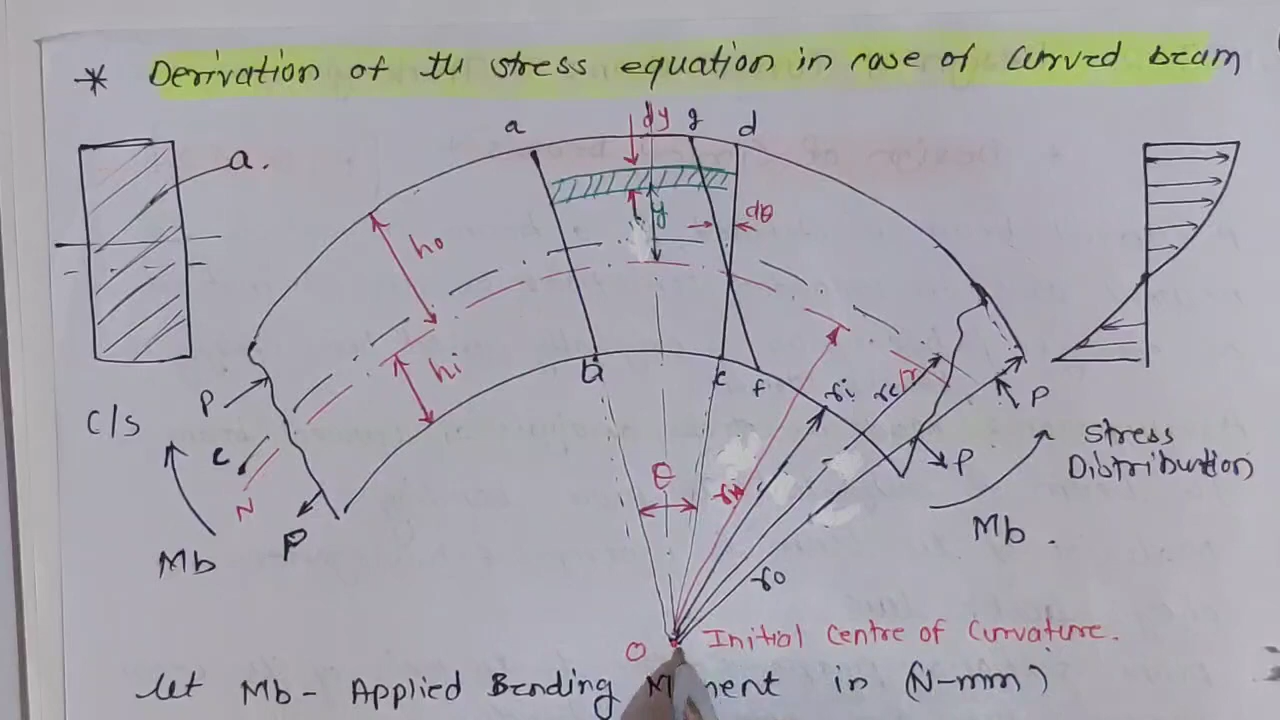 * Derivation of the stress equation in case of Curved beam
a
dy
g
d
a.
y
dθ
ho
hi
b
c
f
ri
rc
r
P
P
C/S
c
N
θ
rn
P
Stress
Distribution
Mb
P
Mb.
ro
O
Initial Centre of Curvature.
let Mb - Applied Bending M nent in (N-mm)